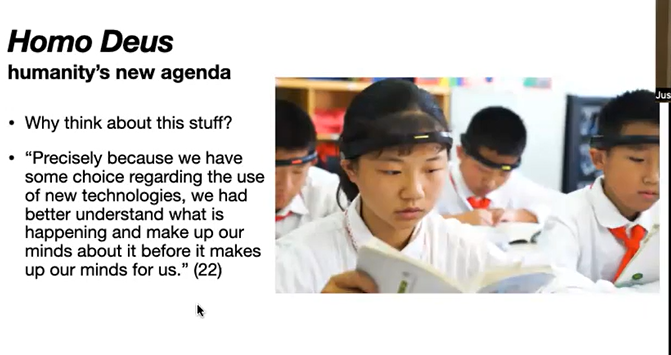 Homo Deus
humanity’s new agenda
• Why think about this stuff?
• “Precisely because we have
some choice regarding the use
of new technologies, we had
better understand what is
happening and make up our
minds about it before it makes
up our minds for us.” (22)
Jus